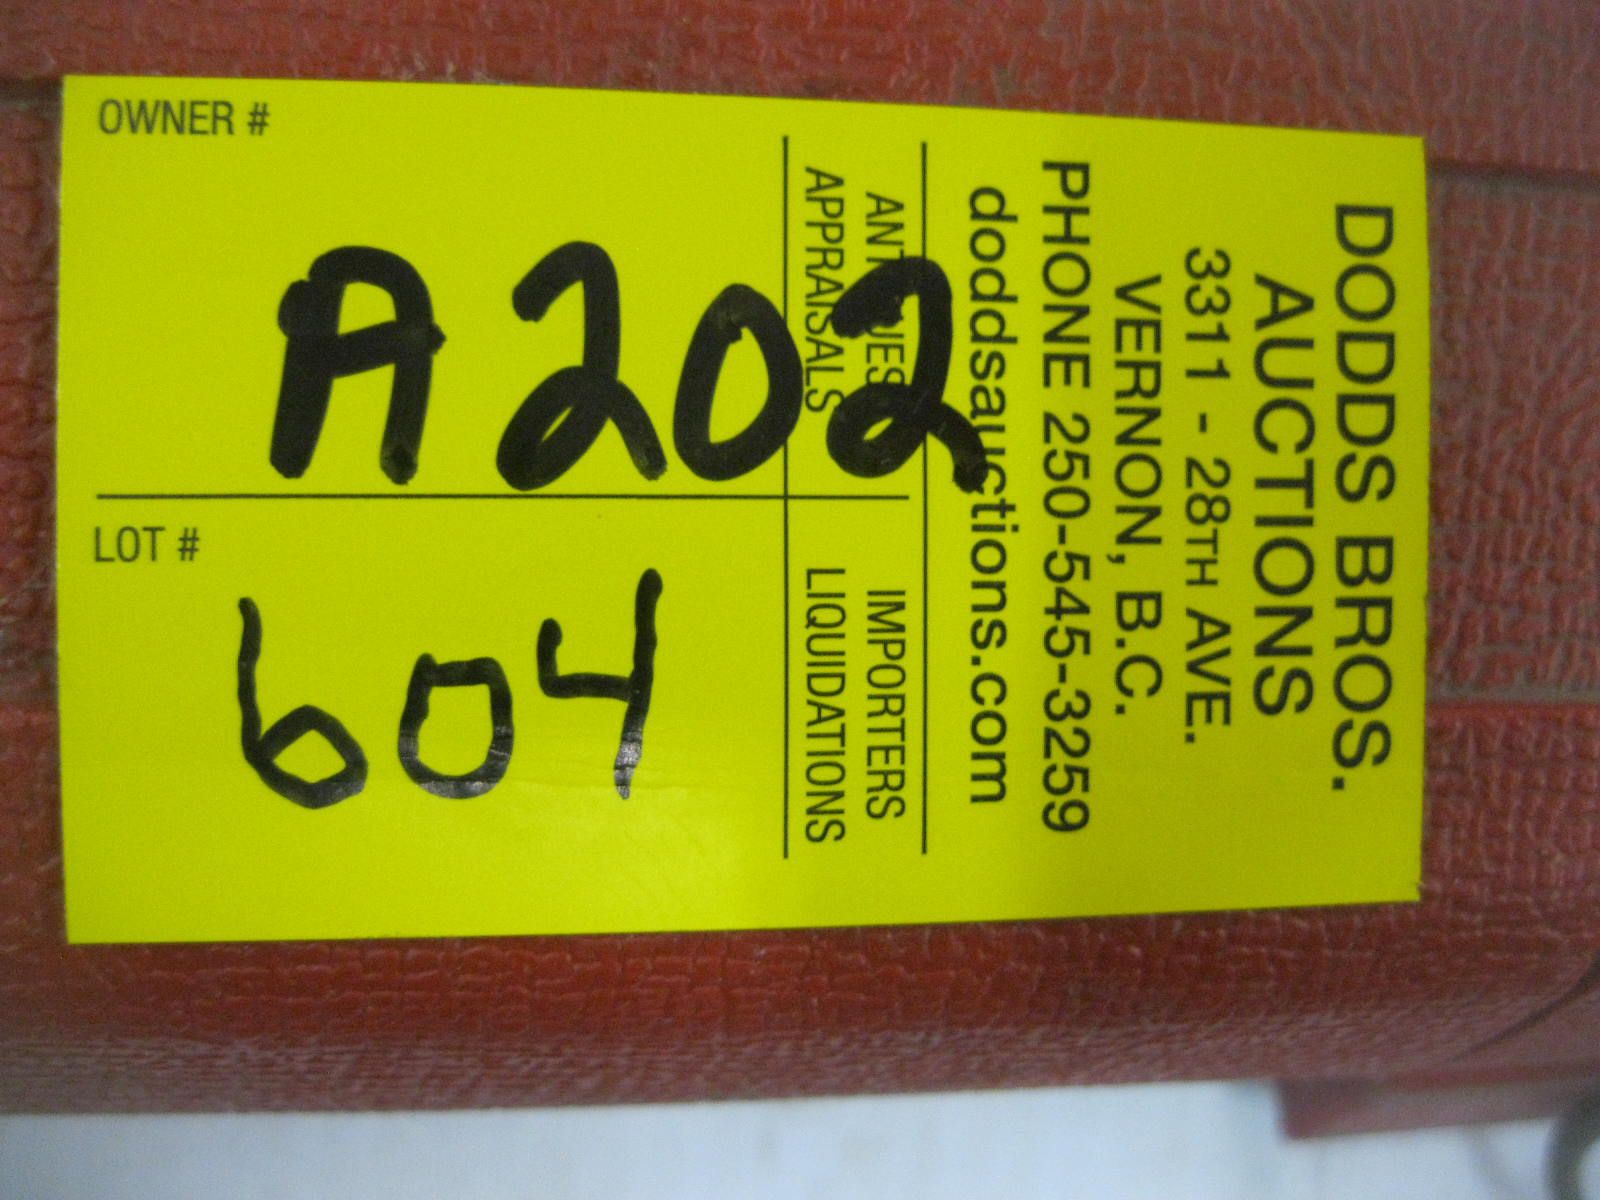 DODDS BROS.
AUCTIONS
3311 - 28TH AVE.
VERNON, B.C.
PHONE 250-545-3259
doddsauctions.com
ANTIQUES IMPORTERS
APPRAISALS LIQUIDATIONS
OWNER #
A202
LOT #
604